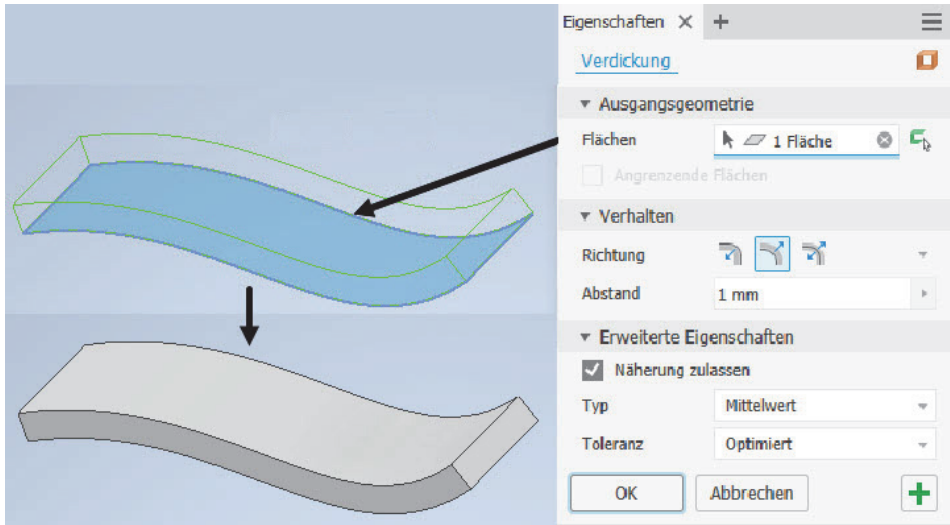 Eigenschaften
Verdickung
Ausgangsgeometrie
Flächen 1 Fläche
Angrenzende Flächen
Verhalten
Richtung
Abstand 1 mm
Erweiterte Eigenschaften
Näherung zulassen
Typ Mittelwert
Toleranz Optimiert
OK Abbrechen